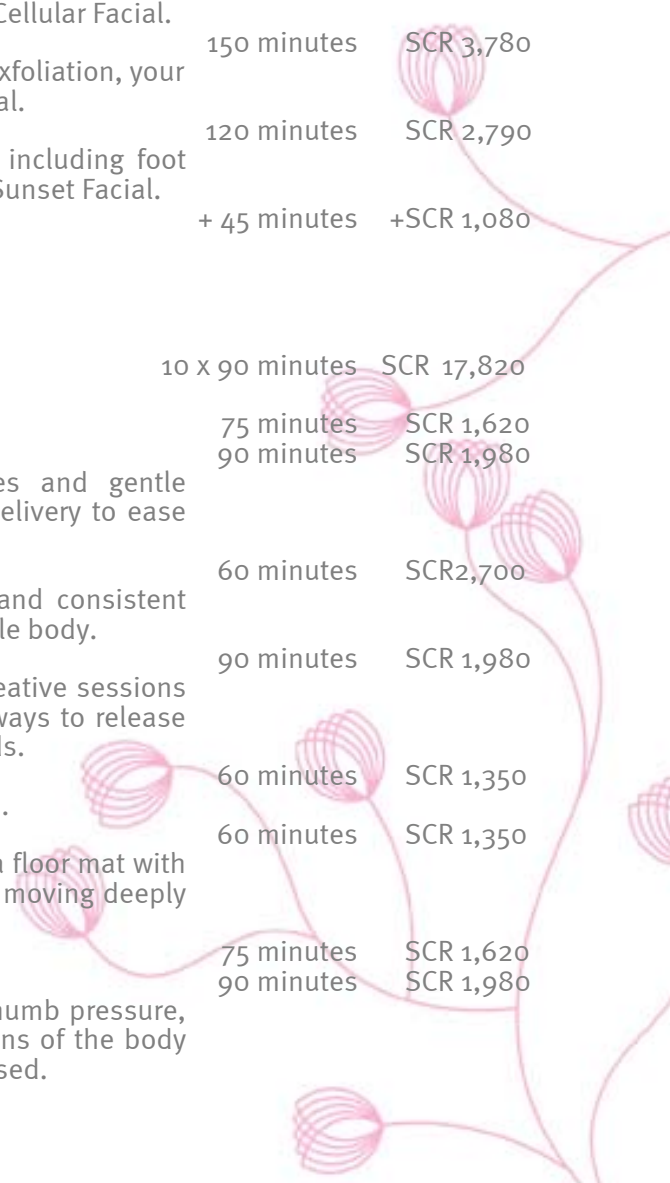 Cellular Facial.
150 minutes SCR 3,780
xfoliation, your
al.
120 minutes SCR 2,790
including foot
Sunset Facial.
+ 45 minutes +SCR 1,080
10 x 90 minutes SCR 17,820
75 minutes SCR 1,620
90 minutes SCR 1,980
es and gentle
elivery to ease
60 minutes SCR2,700
and consistent
le body.
90 minutes SCR 1,980
eative sessions
ways to release
ds.
60 minutes SCR 1,350
.
60 minutes SCR 1,350
a floor mat with
moving deeply
75 minutes SCR 1,620
90 minutes SCR 1,980
humb pressure,
ns of the body
sed.